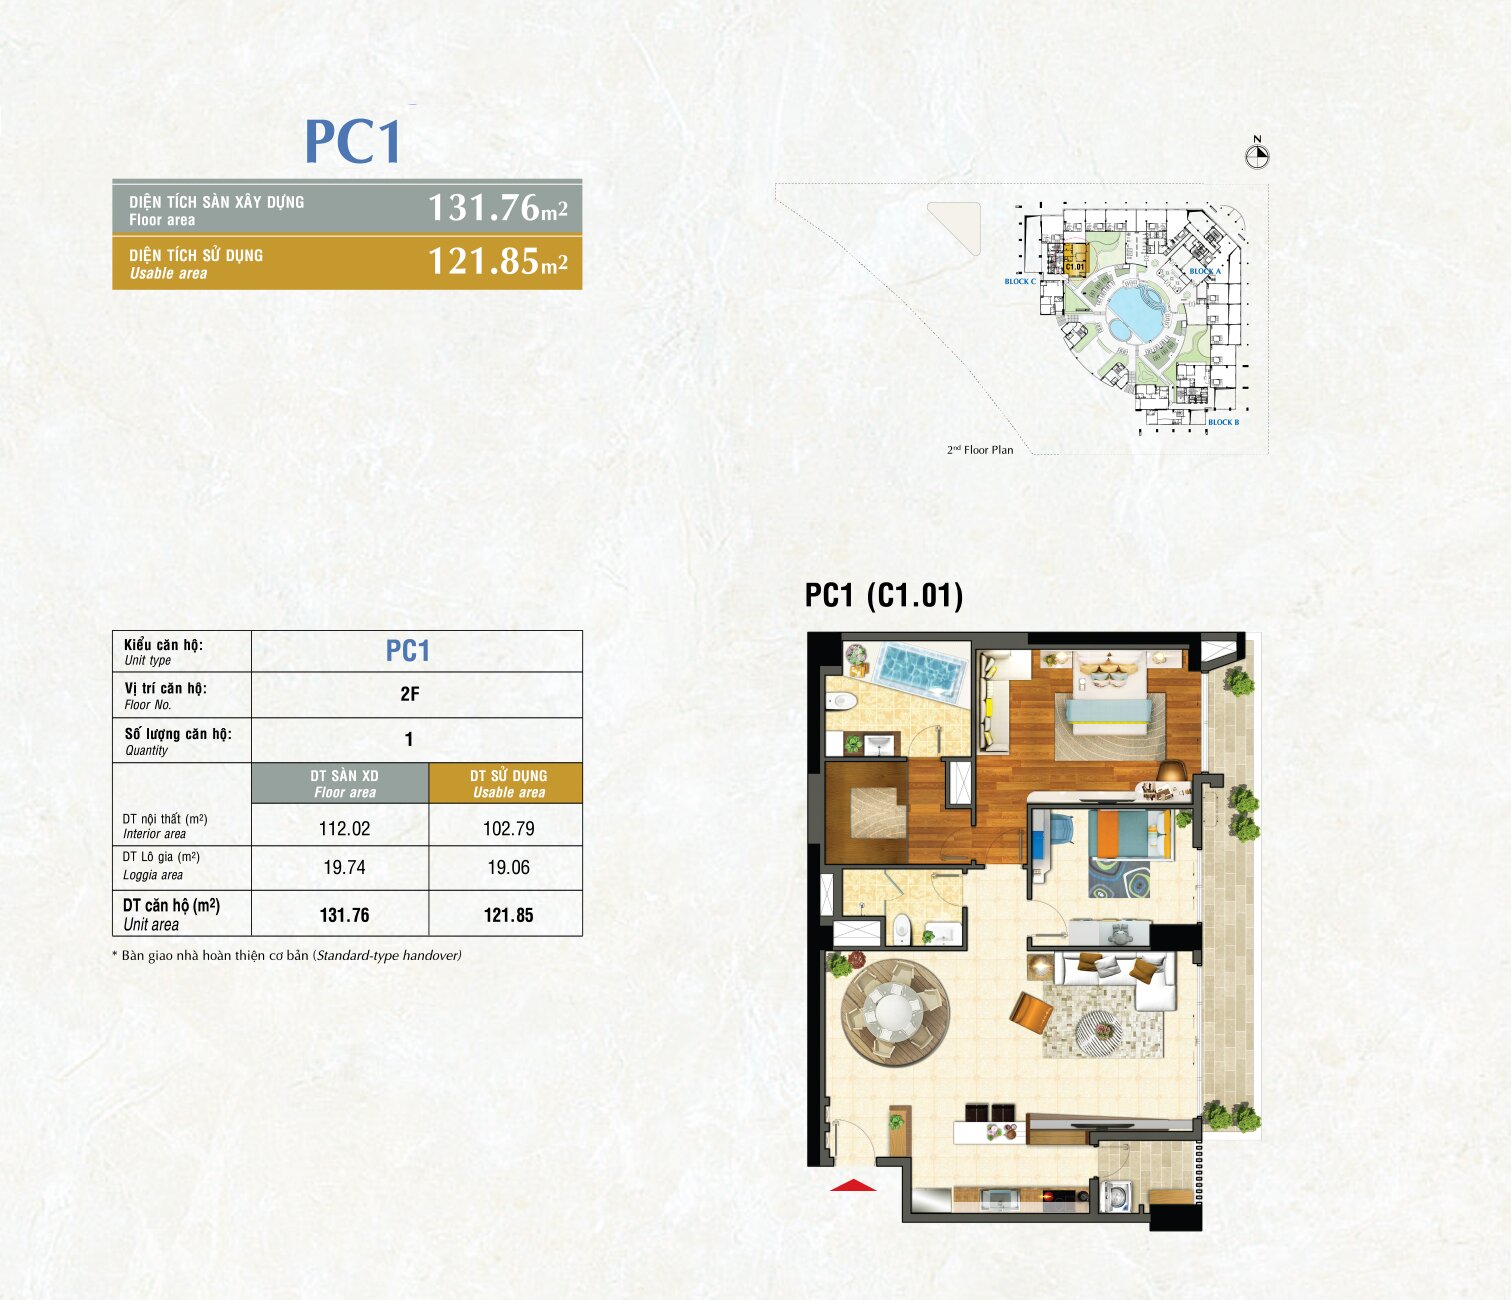 PC1
DIỆN TÍCH SÀN XÂY DỰNG
Floor area
131.76m2
DIỆN TÍCH SỬ DỤNG
Usable area
121.85m2
N
C1.01
BLOCK A
BLOCK C
BLOCK B
2nd Floor Plan
Kiểu căn hộ:
Unit type
PC1
Vị trí căn hộ:
Floor No.
2F
Số lượng căn hộ:
Quantity
1
DT SÀN XD
Floor area
DT SỬ DỤNG
Usable area
DT nội thất (m²)
Interior area
112.02
102.79
DT Lô gia (m²)
Loggia area
19.74
19.06
DT căn hộ (m²)
Unit area
131.76
121.85
* Bàn giao nhà hoàn thiện cơ bản (Standard-type handover)
PC1 (C1.01)